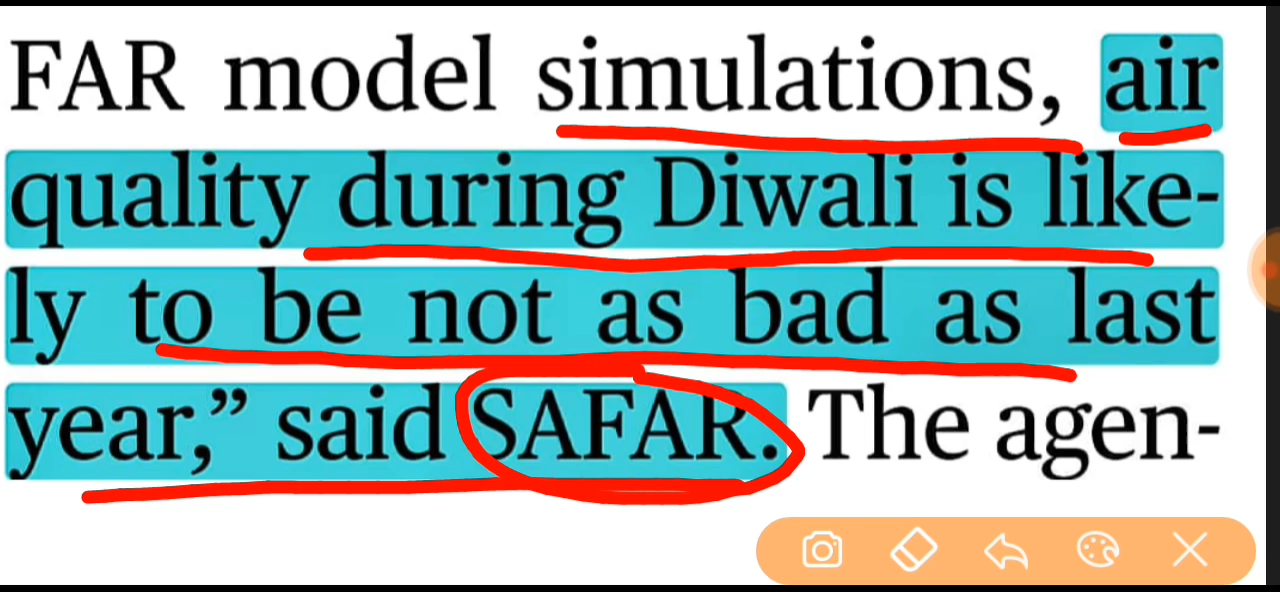 FAR model simulations, air
quality during Diwali is like-
ly to be not as bad as last
year,” said SAFAR. The agen-